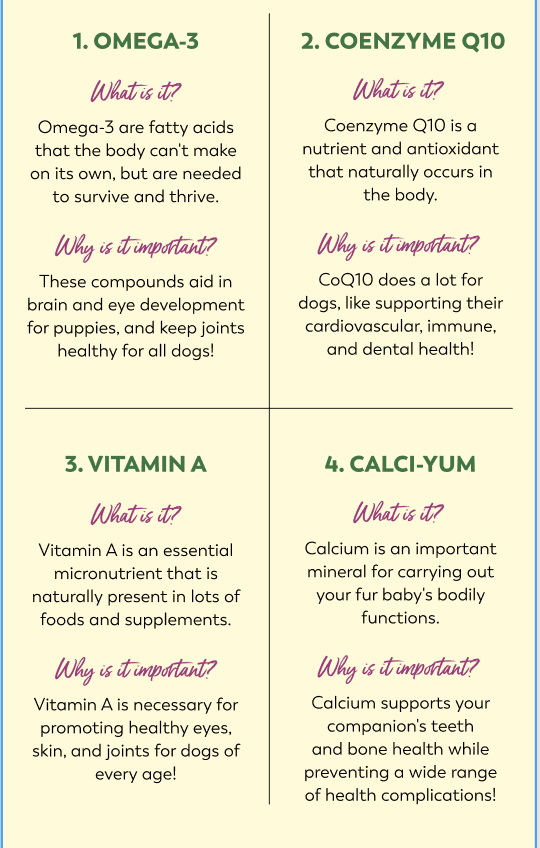 1. OMEGA-3
What is it?
Omega-3 are fatty acids
that the body can't make
on its own, but are needed
to survive and thrive.
Why is it important?
These compounds aid in
brain and eye development
for puppies, and keep joints
healthy for all dogs!
2. COENZYME Q10
What is it?
Coenzyme Q10 is a
nutrient and antioxidant
that naturally occurs in
the body.
Why is it important?
CoQ10 does a lot for
dogs, like supporting their
cardiovascular, immune,
and dental health!
3. VITAMIN A
What is it?
Vitamin A is an essential
micronutrient that is
naturally present in lots of
foods and supplements.
Why is it important?
Vitamin A is necessary for
promoting healthy eyes,
skin, and joints for dogs of
every age!
4. CALCI-YUM
What is it?
Calcium is an important
mineral for carrying out
your fur baby's bodily
functions.
Why is it important?
Calcium supports your
companion's teeth
and bone health while
preventing a wide range
of health complications!